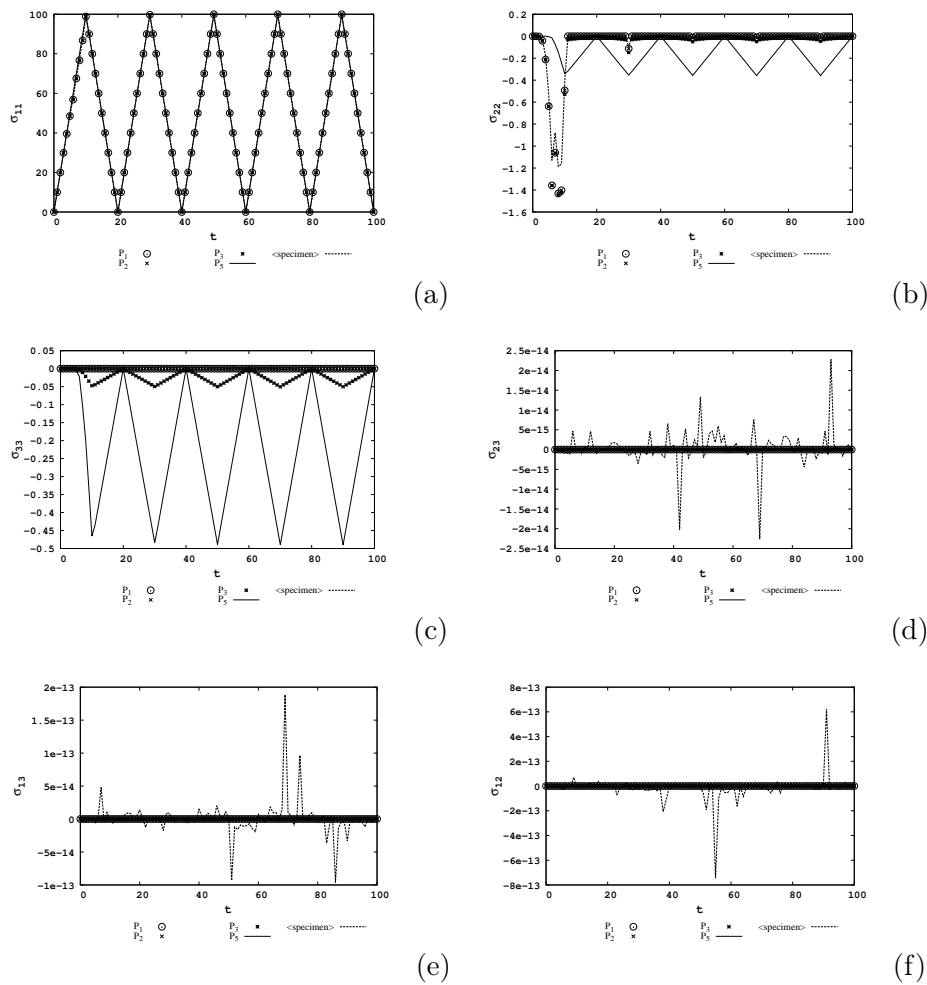 100
80
60
40
20
0
σ11
0 20 40 60 80 100
t
P1 P3 <specimen>
P2 P5
(a)
0.2
0
-0.2
-0.4
-0.6
-0.8
-1
-1.2
-1.4
-1.6
σ22
0 20 40 60 80 100
t
P1 P3 <specimen>
P2 P5
(b)
0.05
0
-0.05
-0.1
-0.15
-0.2
-0.25
-0.3
-0.35
-0.4
-0.45
-0.5
σ33
0 20 40 60 80 100
t
P1 P3 <specimen>
P2 P5
(c)
2.5e-14
2e-14
1.5e-14
1e-14
5e-15
0
-5e-15
-1e-14
-1.5e-14
-2e-14
-2.5e-14
σ23
0 20 40 60 80 100
t
P1 P3 <specimen>
P2 P5
(d)
2e-13
1.5e-13
1e-13
5e-14
0
-5e-14
-1e-13
σ13
0 20 40 60 80 100
t
P1 P3 <specimen>
P2 P5
(e)
8e-13
6e-13
4e-13
2e-13
0
-2e-13
-4e-13
-6e-13
-8e-13
σ12
0 20 40 60 80 100
t
P1 P3 <specimen>
P2 P5
(f)